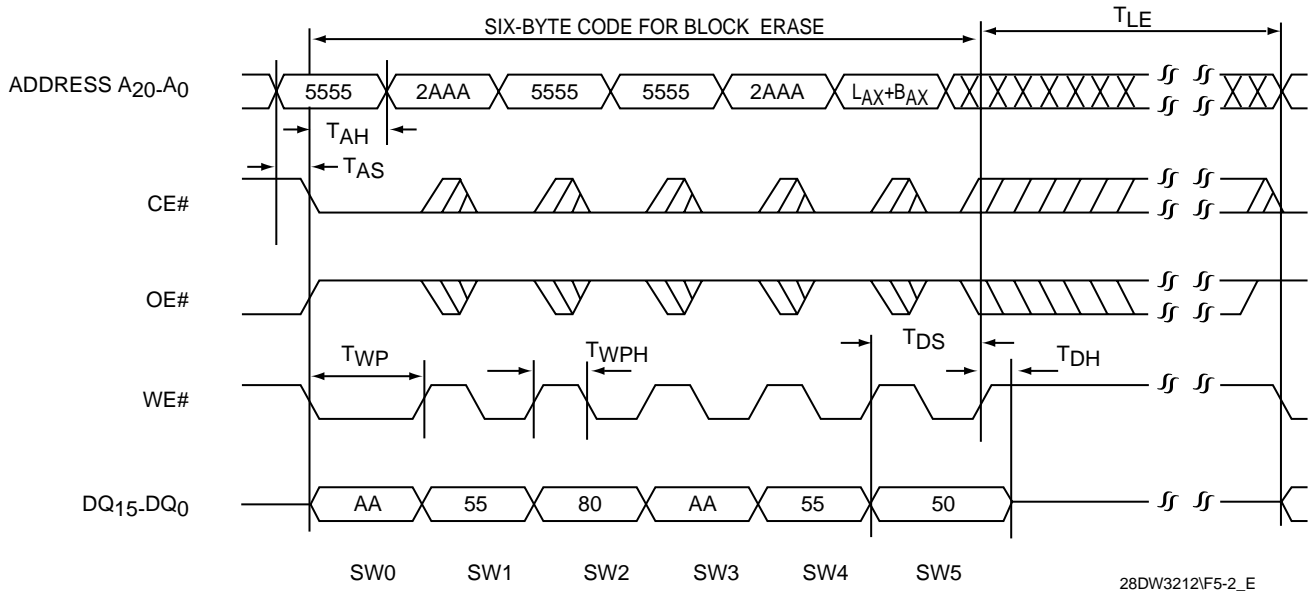 SIX-BYTE CODE FOR BLOCK ERASE
TLE
ADDRESS A20-A0
5555 2AAA 5555 5555 2AAA LAX+BAX
TAH
TAS
CE#
OE#
TWP TWPH TDS TDH
WE#
DQ15-DQ0
AA 55 80 AA 55 50
SW0 SW1 SW2 SW3 SW4 SW5
28DW3212\F5-2_E